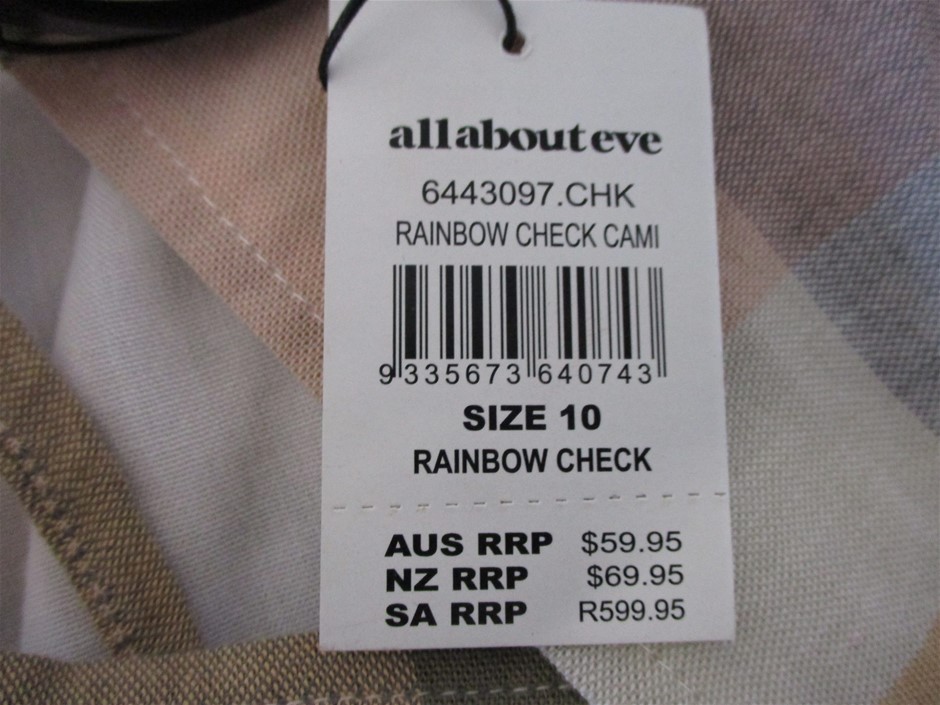 allabouteve
6443097.CHK
RAINBOW CHECK CAMI
9 335673 640743
SIZE 10
RAINBOW CHECK
AUS RRP $59.95
NZ RRP $69.95
SA RRP R599.95